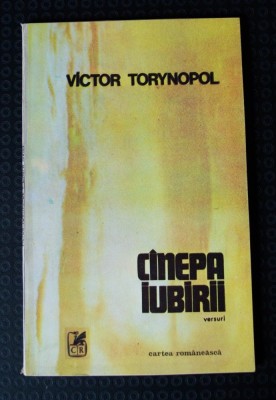 VICTOR TORYNOPOL
CÎNEPA
IUBIRII
versuri
CR
cartea românească